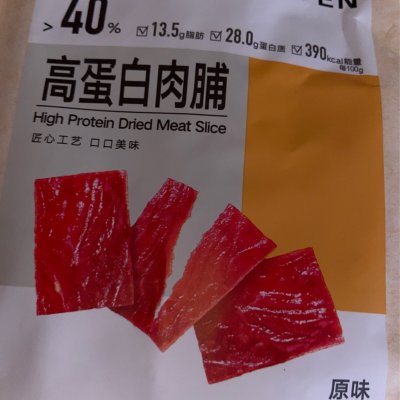 EN
> 40%
☑ 13.5g脂肪 ☑ 28.0g蛋白质 ☑ 390kcal能量
每100g
高蛋白肉脯
High Protein Dried Meat Slice
匠心工艺 口口美味
原味